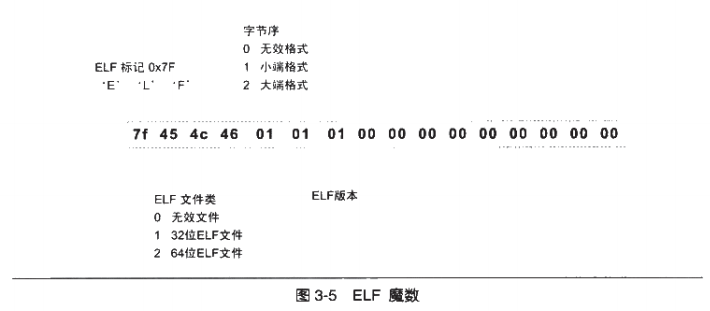 字节序
0 无效格式
ELF 标记 0x7F
1 小端格式
'E' 'L' 'F'
2 大端格式
7f 45 4c 46 01 01 01 00 00 00 00 00 00 00 00 00
ELF 文件类
ELF版本
0 无效文件
1 32位ELF文件
2 64位ELF文件
图 3-5 ELF 魔数